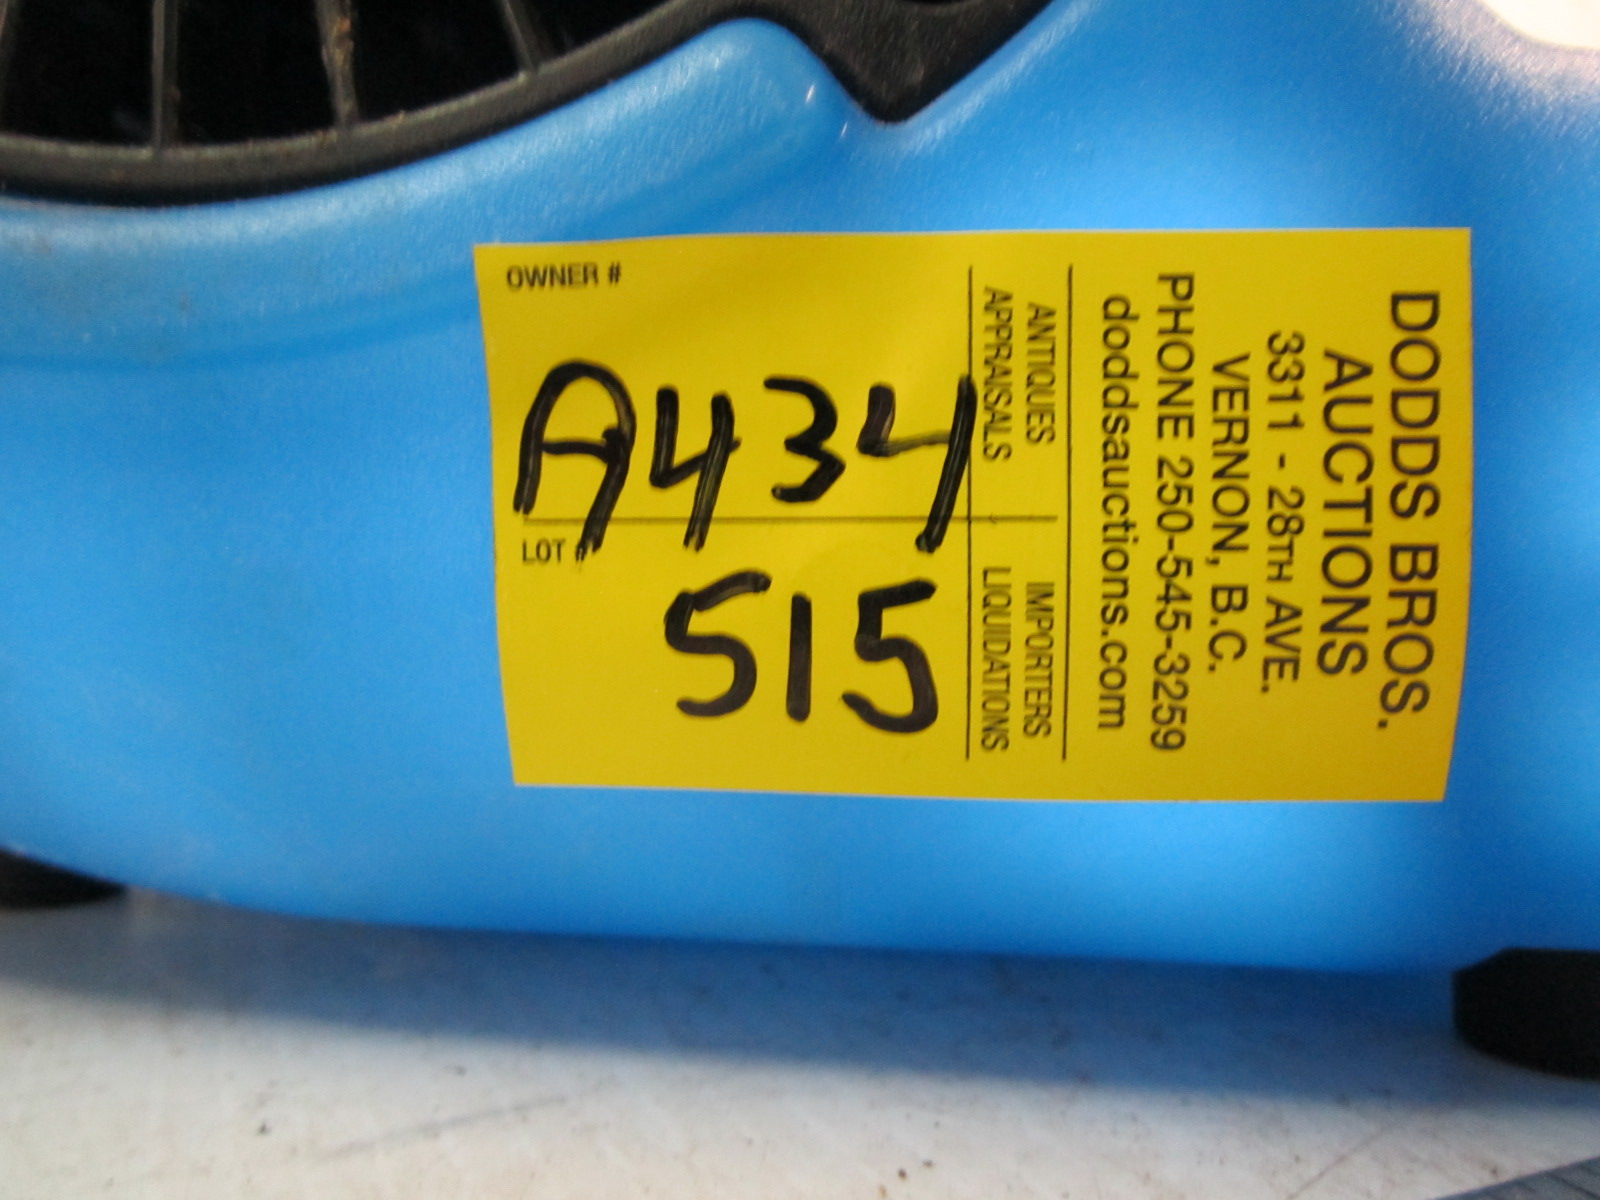 DODDS BROS.
AUCTIONS
3311 - 28TH AVE.
VERNON, B.C.
PHONE 250-545-3259
doddsauctions.com
ANTIQUES IMPORTERS
APPRAISALS LIQUIDATIONS
OWNER #
A434
LOT #
515